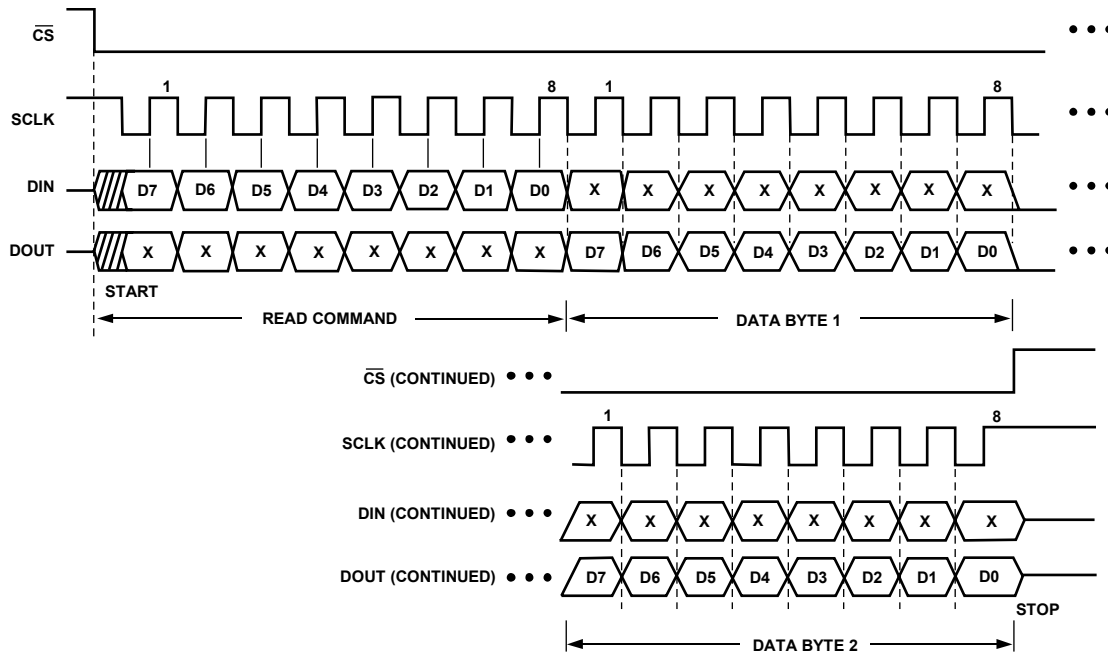 CS
1 8 1 8
SCLK
DIN D7 D6 D5 D4 D3 D2 D1 D0 X X X X X X X X
DOUT X X X X X X X X D7 D6 D5 D4 D3 D2 D1 D0
START
READ COMMAND DATA BYTE 1
CS (CONTINUED)
1 8
SCLK (CONTINUED)
DIN (CONTINUED) X X X X X X X X
DOUT (CONTINUED) D7 D6 D5 D4 D3 D2 D1 D0
STOP
DATA BYTE 2